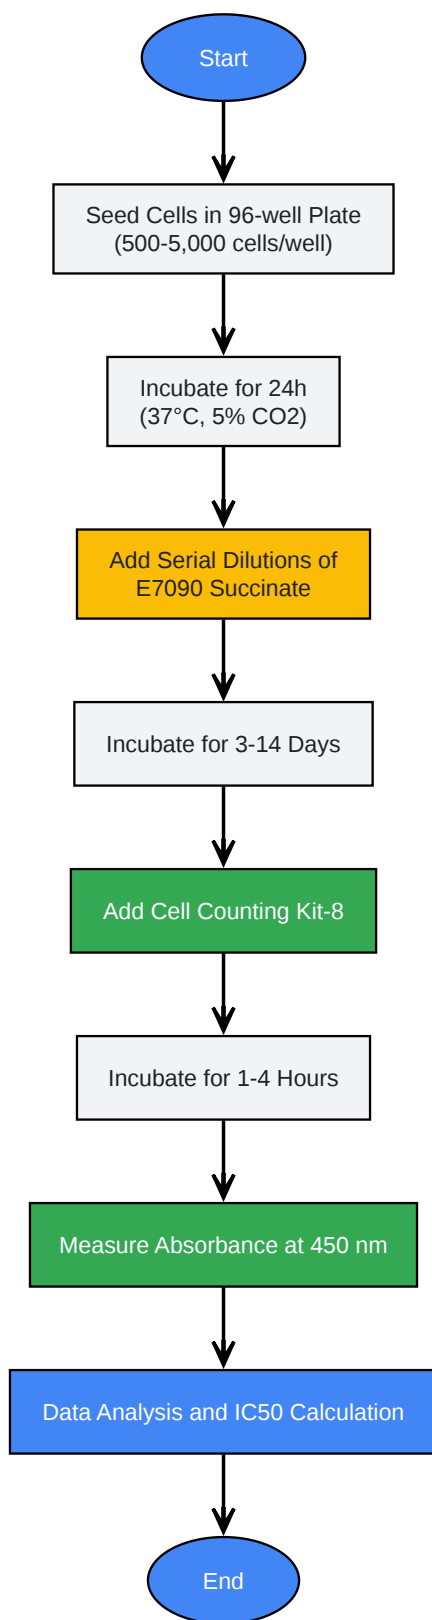 Start
Seed Cells in 96-well Plate
(500-5,000 cells/well)
Incubate for 24h
(37°C, 5% CO2)
Add Serial Dilutions of
E7090 Succinate
Incubate for 3-14 Days
Add Cell Counting Kit-8
Incubate for 1-4 Hours
Measure Absorbance at 450 nm
Data Analysis and IC50 Calculation
End